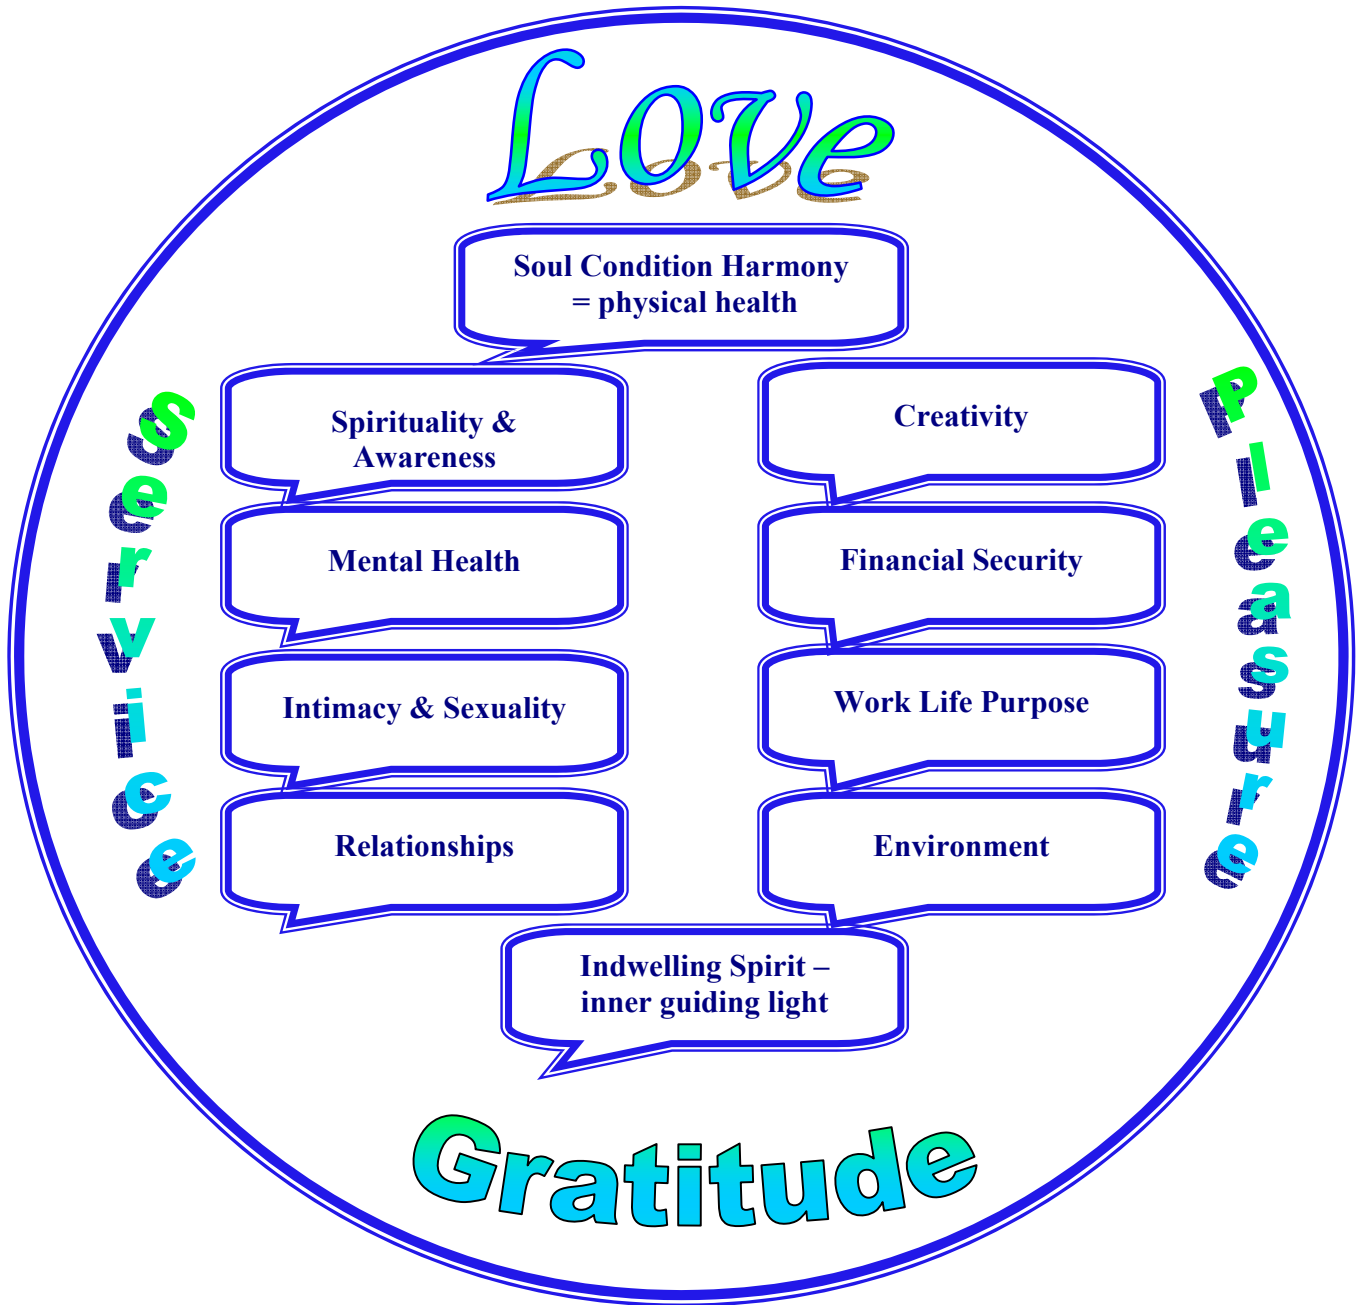 Love
Soul Condition Harmony
= physical health
Service
Spirituality &
Awareness
Mental Health
Intimacy & Sexuality
Relationships
Creativity
Financial Security
Work Life Purpose
Environment
Pleasure
Indwelling Spirit –
inner guiding light
Gratitude